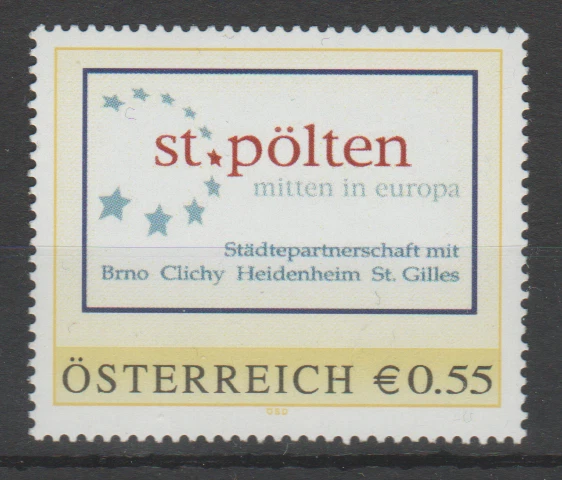 st.pölten
mitten in europa
Städtepartnerschaft mit
Brno Clichy Heidenheim St. Gilles
ÖSTERREICH €0.55